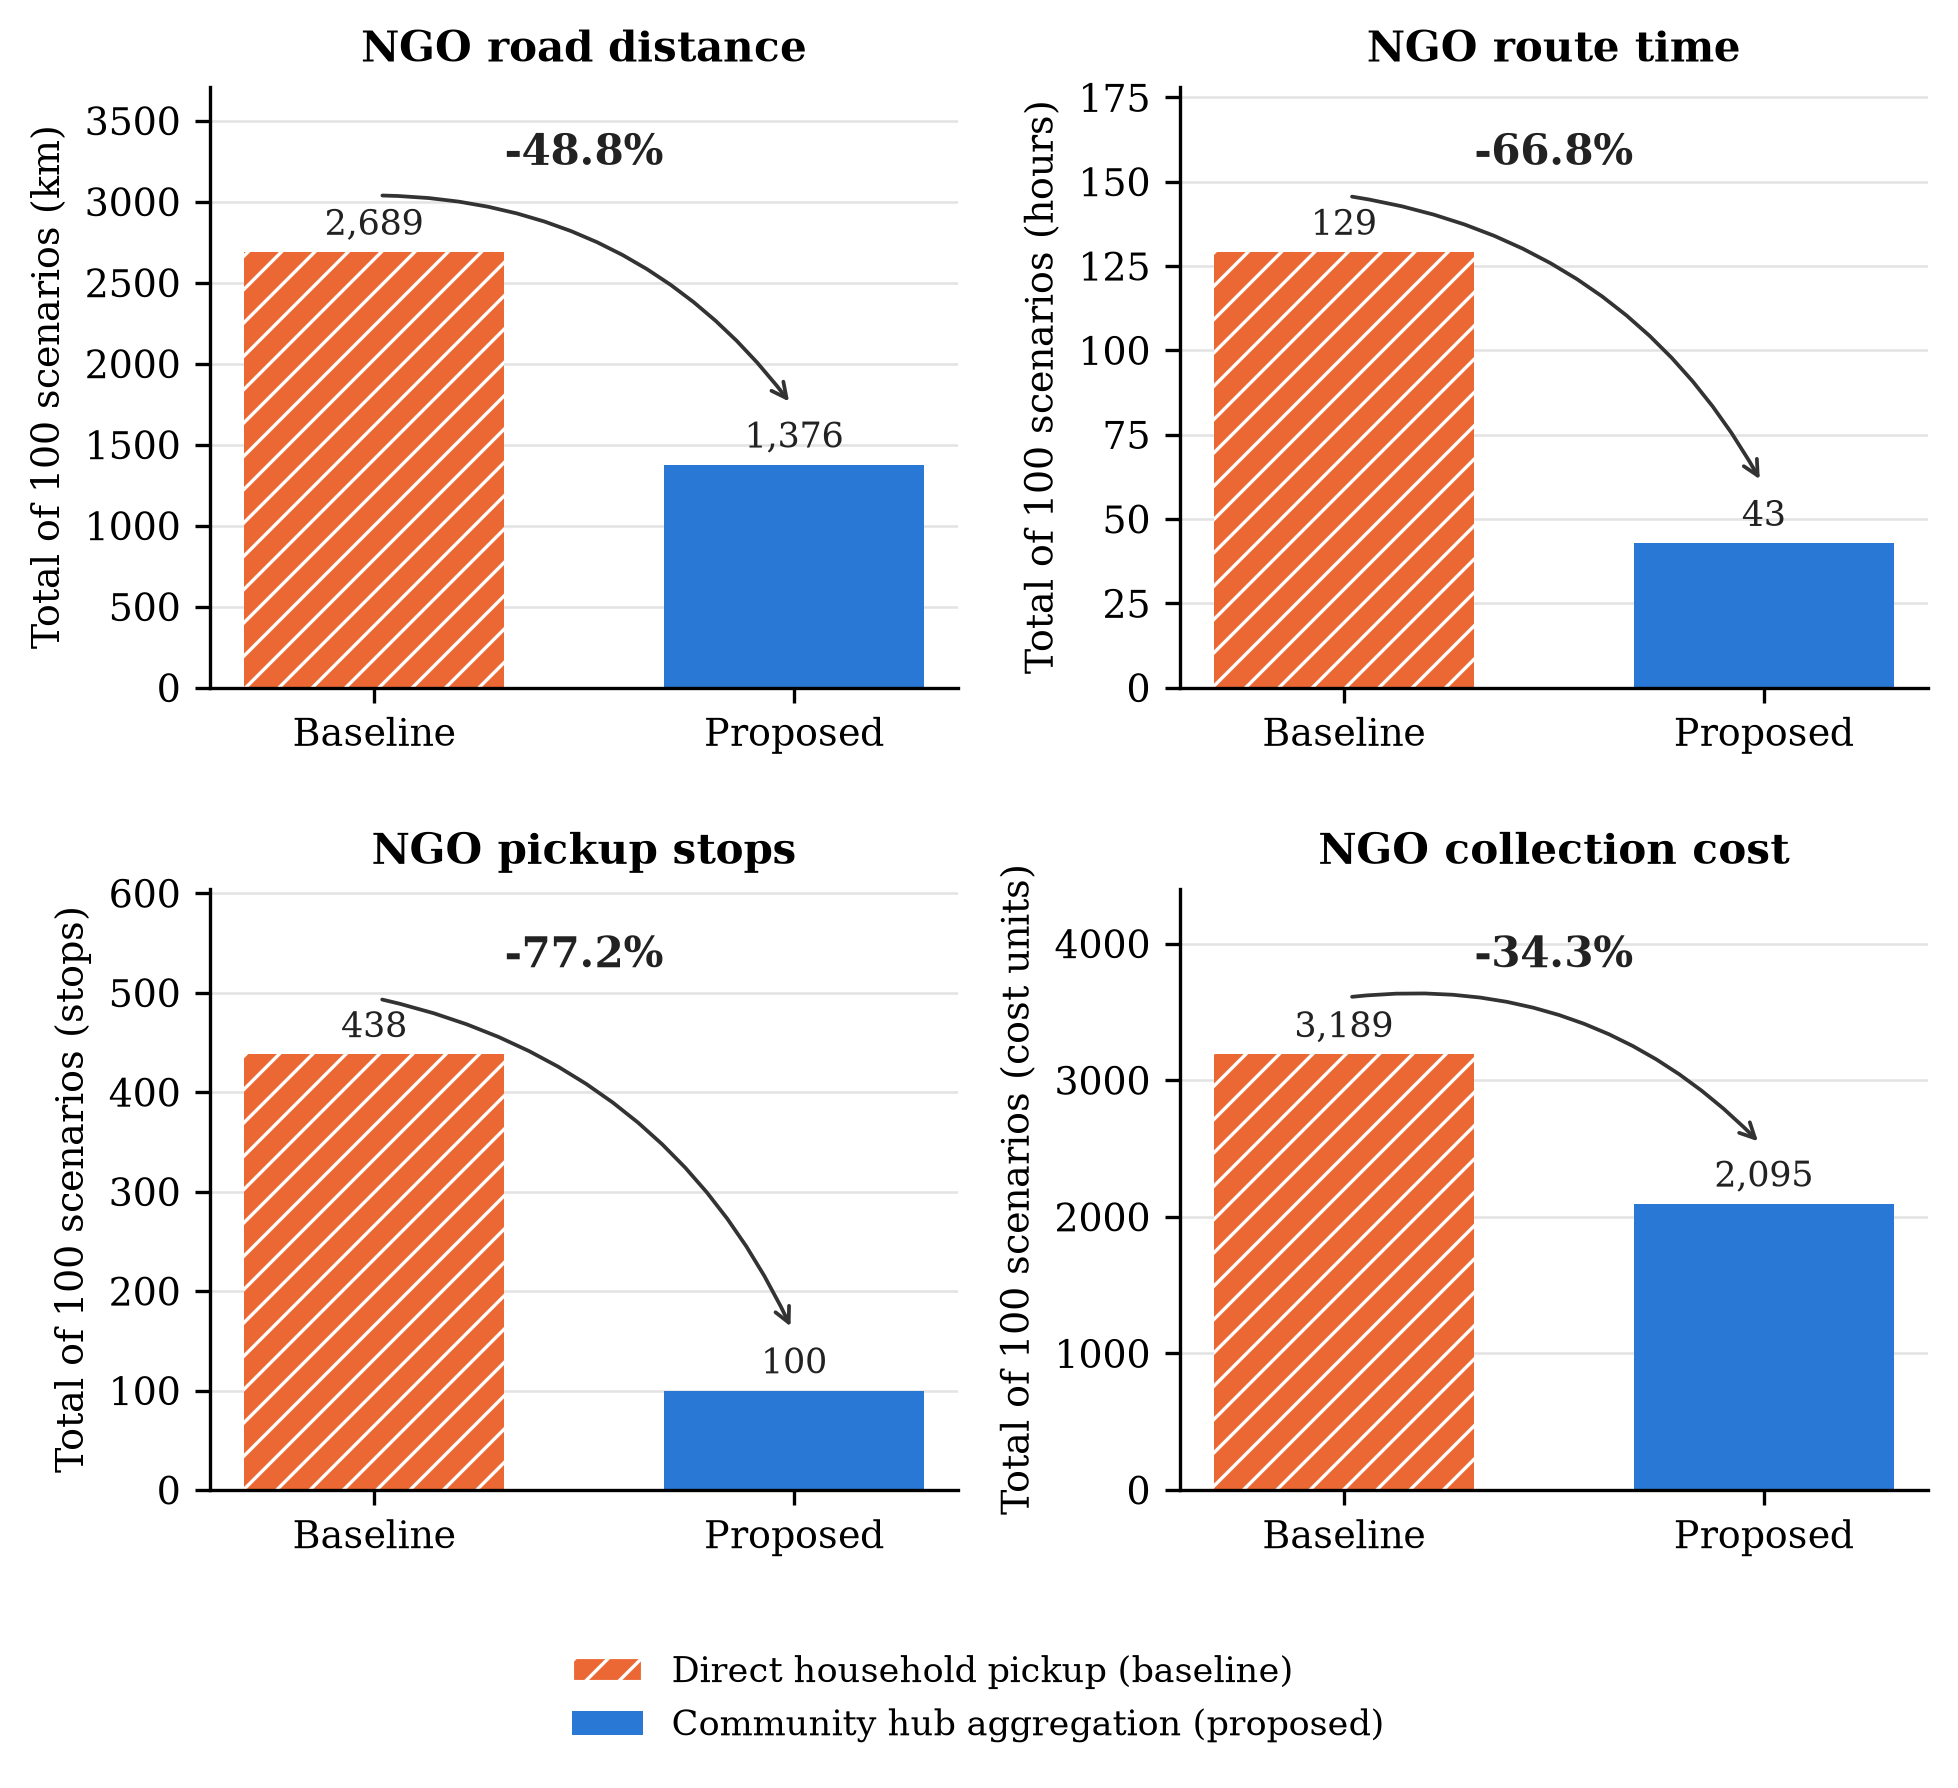 NGO road distance
Total of 100 scenarios (km)
3500
3000
2500
2000
1500
1000
500
0
-48.8%
2,689
1,376
Baseline
Proposed
NGO route time
Total of 100 scenarios (hours)
175
150
125
100
75
50
25
0
-66.8%
129
43
Baseline
Proposed
NGO pickup stops
Total of 100 scenarios (stops)
600
500
400
300
200
100
0
-77.2%
438
100
Baseline
Proposed
NGO collection cost
Total of 100 scenarios (cost units)
4000
3000
2000
1000
0
-34.3%
3,189
2,095
Baseline
Proposed
Direct household pickup (baseline)
Community hub aggregation (proposed)